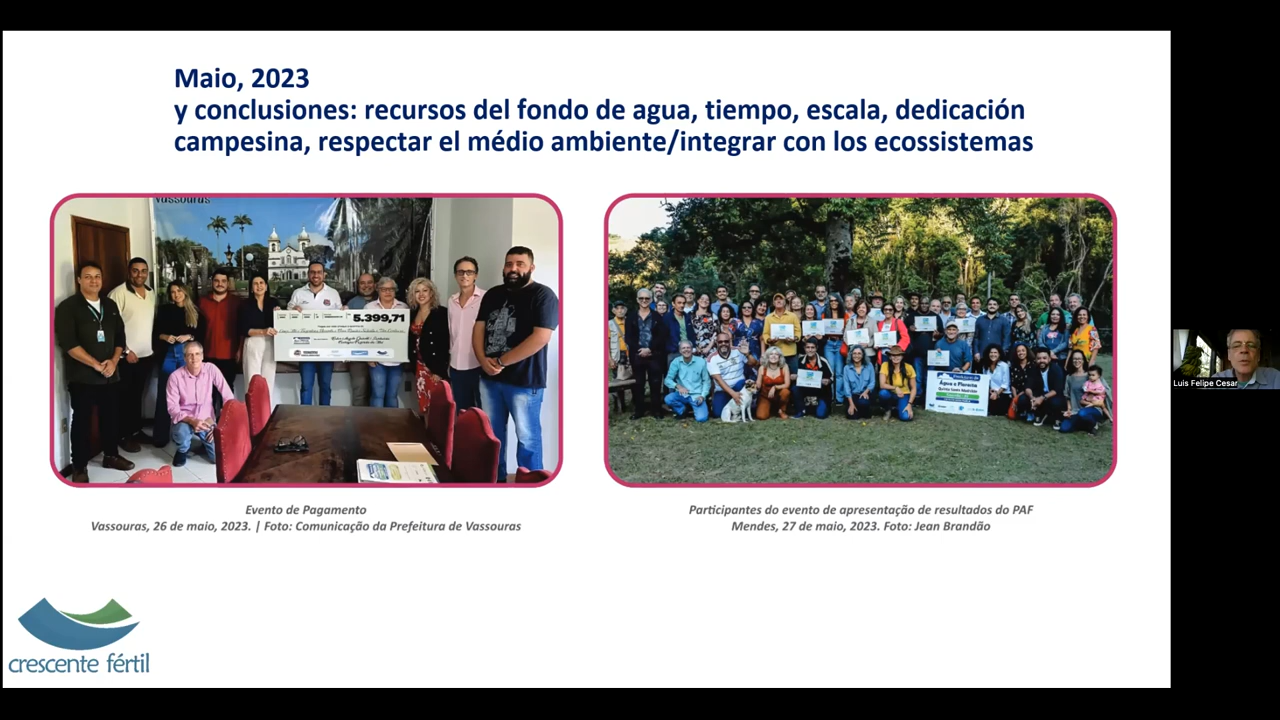 Maio, 2023
y conclusiones: recursos del fondo de agua, tiempo, escala, dedicación
campesina, respectar el médio ambiente/integrar con los ecossistemas
Vassouras
5.399,71
Água e Floresta
Evento de Pagamento
Vassouras, 26 de maio, 2023. | Foto: Comunicação da Prefeitura de Vassouras
Participantes do evento de apresentação de resultados do PAF
Mendes, 27 de maio, 2023. Foto: Jean Brandão
Luis Felipe Cesar
crescente fértil